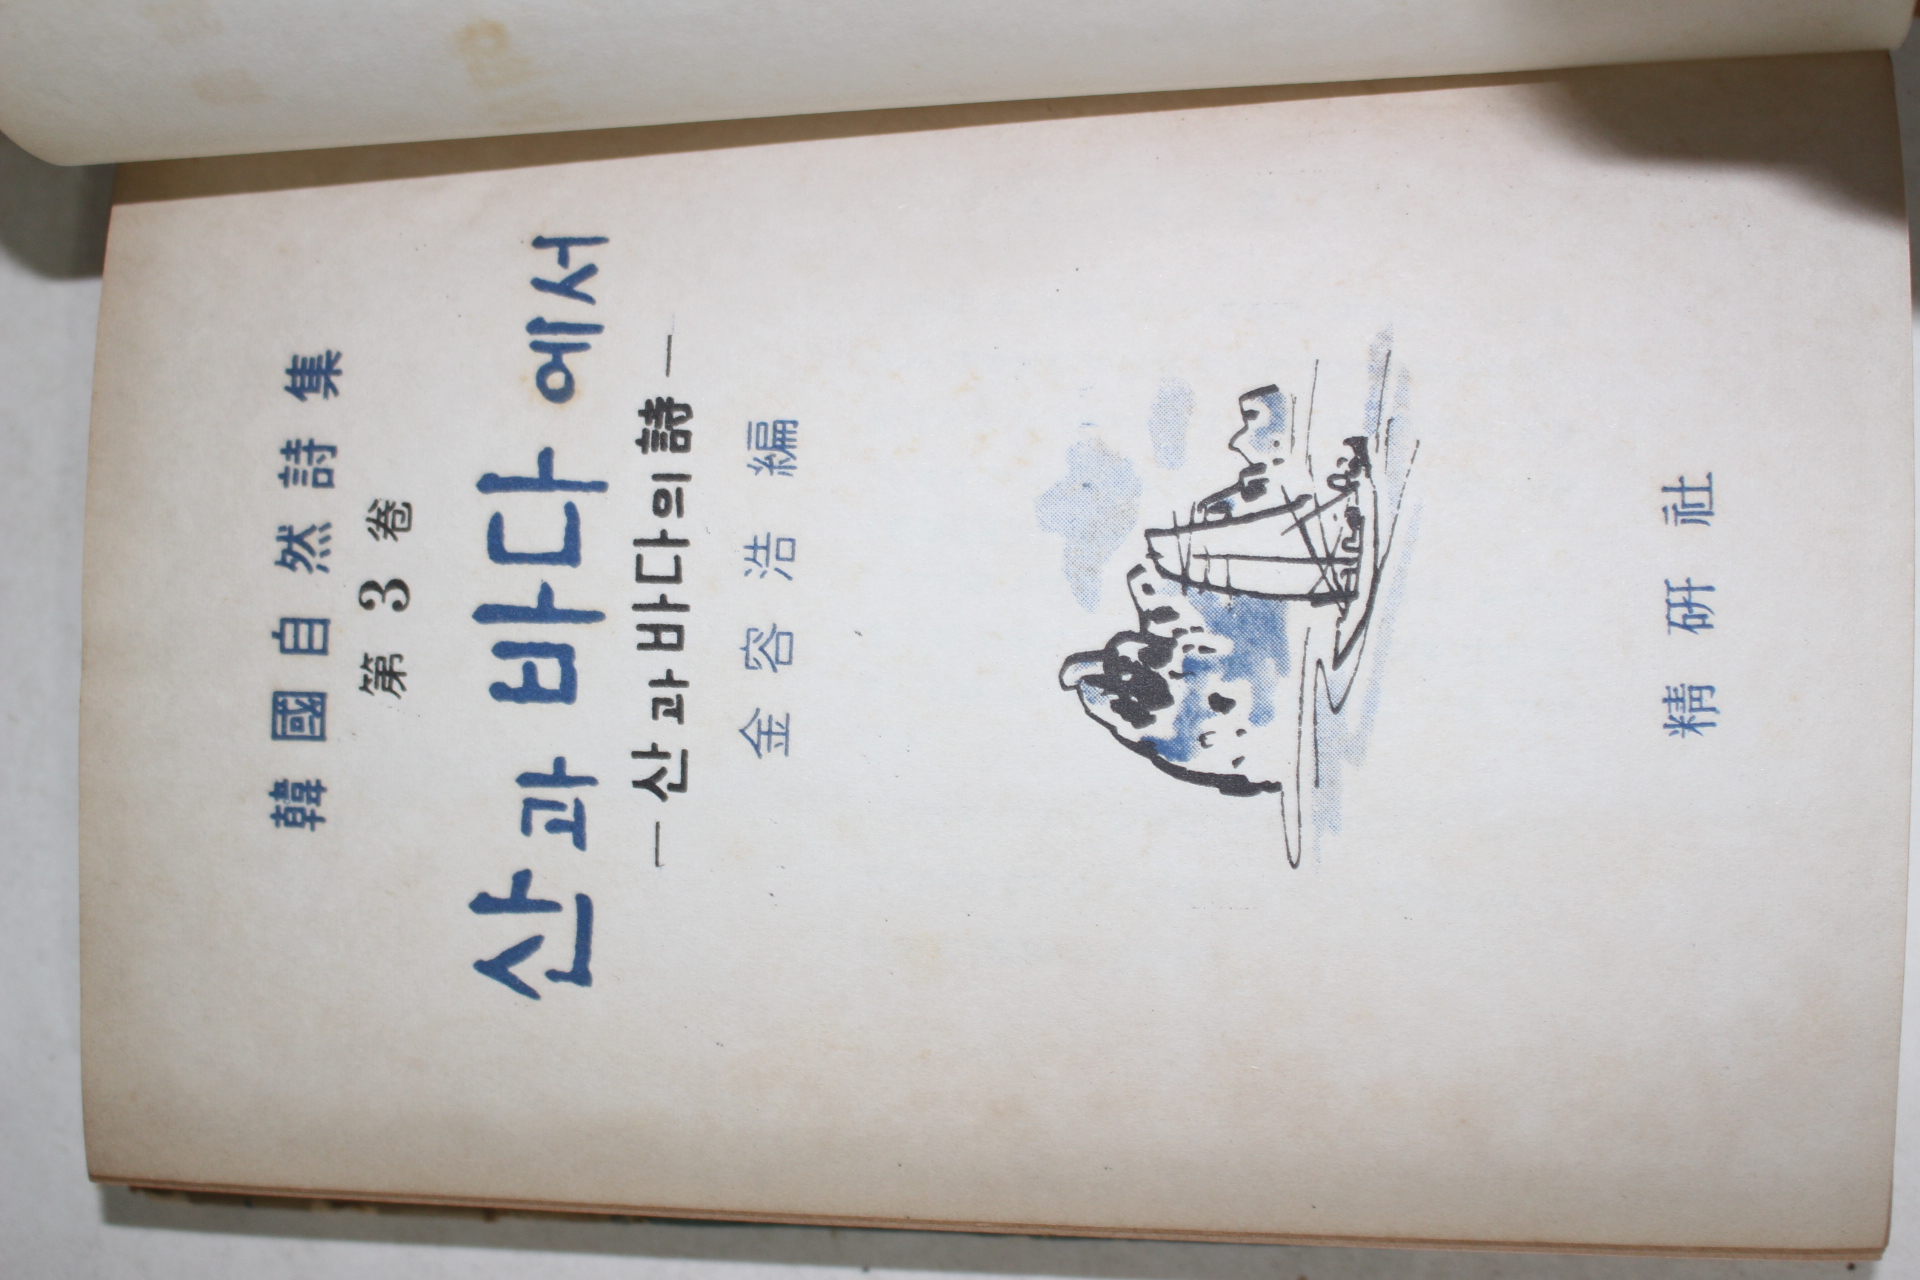 韓國自然詩集
第3卷
산과 바다에서
─ 산과 바다의 詩 ─
金容浩 編
精硏社